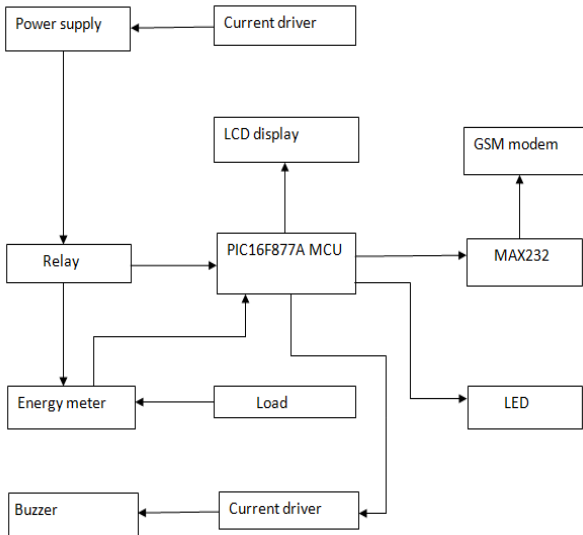 Power supply
Current driver
LCD display
GSM modem
PIC16F877A MCU
Relay
MAX232
Energy meter
Load
LED
Buzzer
Current driver